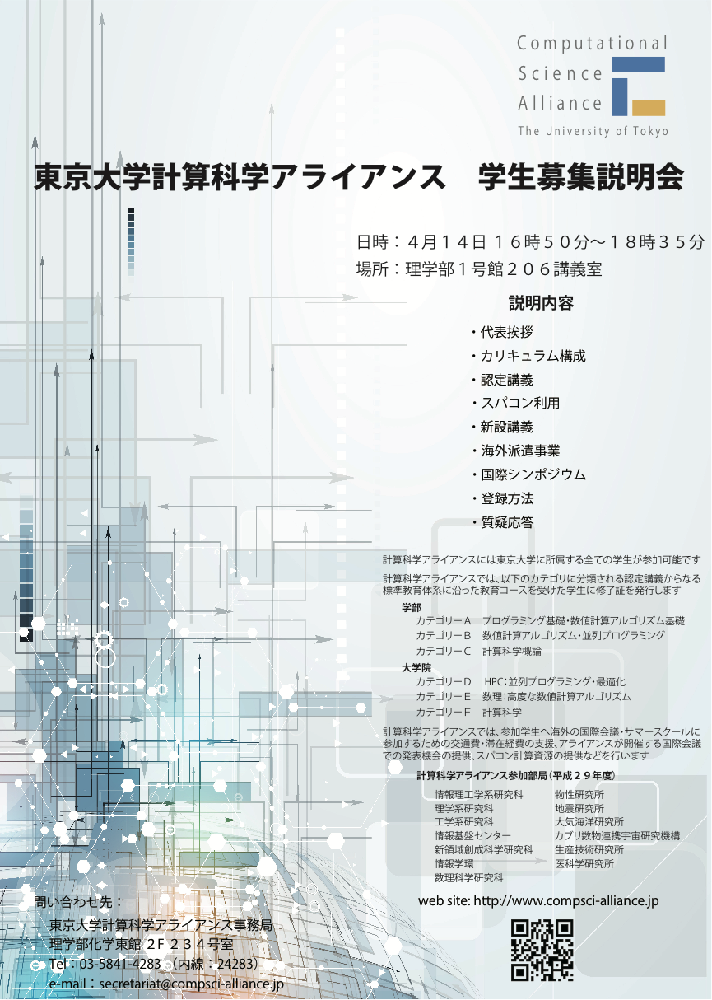 Computational
Science
Alliance
The University of Tokyo
東京大学計算科学アライアンス　学生募集説明会
日時：４月１４日 １６時５０分～１８時３５分
場所：理学部１号館２０６講義室
説明内容
・代表挨拶
・カリキュラム構成
・認定講義
・スパコン利用
・新設講義
・海外派遣事業
・国際シンポジウム
・登録方法
・質疑応答
計算科学アライアンスには東京大学に所属する全ての学生が参加可能です
計算科学アライアンスでは、以下のカテゴリに分類される認定講義からなる
標準教育体系に沿った教育コースを受けた学生に修了証を発行します
学部
カテゴリーＡ　プログラミング基礎・数値計算アルゴリズム基礎
カテゴリーＢ　数値計算アルゴリズム・並列プログラミング
カテゴリーＣ　計算科学概論
大学院
カテゴリーＤ　HPC：並列プログラミング・最適化
カテゴリーＥ　数理：高度な数値計算アルゴリズム
カテゴリーＦ　計算科学
計算科学アライアンスでは、参加学生へ海外の国際会議・サマースクールに
参加するための交通費・滞在経費の支援、アライアンスが開催する国際会議
での発表機会の提供、スパコン計算資源の提供などを行います
計算科学アライアンス参加部局（平成２９年度）
情報理工学系研究科　物性研究所
理学系研究科　地震研究所
工学系研究科　大気海洋研究所
情報基盤センター　カブリ数物連携宇宙研究機構
新領域創成科学研究科　生産技術研究所
情報学環　医科学研究所
数理科学研究科
問い合わせ先：
東京大学計算科学アライアンス事務局
理学部化学東館 ２F ２３４号室
Tel：03-5841-4283 （内線：24283）
e-mail：secretariat@compsci-alliance.jp
web site: http://www.compsci-alliance.jp